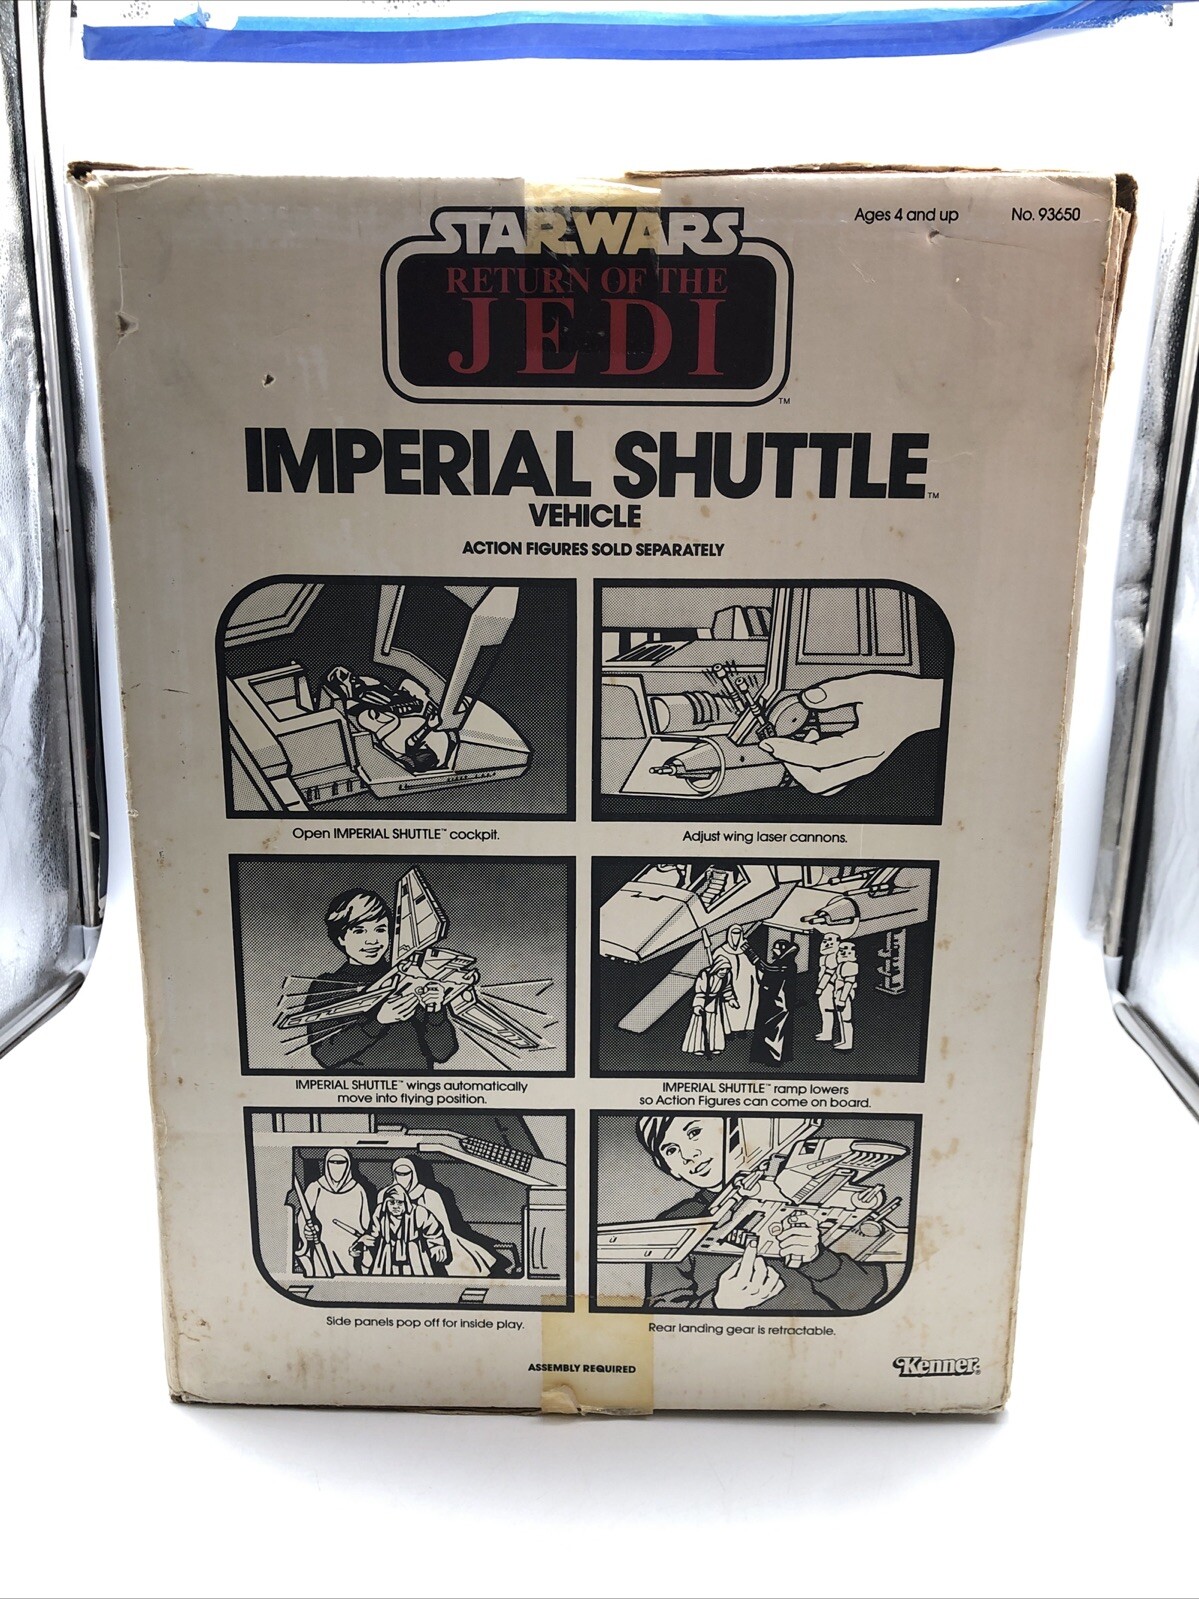 Ages 4 and up No. 93650
STAR WARS
RETURN OF THE
JEDI
TM
IMPERIAL SHUTTLE™
VEHICLE
ACTION FIGURES SOLD SEPARATELY
Open IMPERIAL SHUTTLE™ cockpit.
Adjust wing laser cannons.
IMPERIAL SHUTTLE™ wings automatically
move into flying position.
IMPERIAL SHUTTLE™ ramp lowers
so Action Figures can come on board.
Side panels pop off for inside play.
Rear landing gear is retractable.
ASSEMBLY REQUIRED
Kenner®